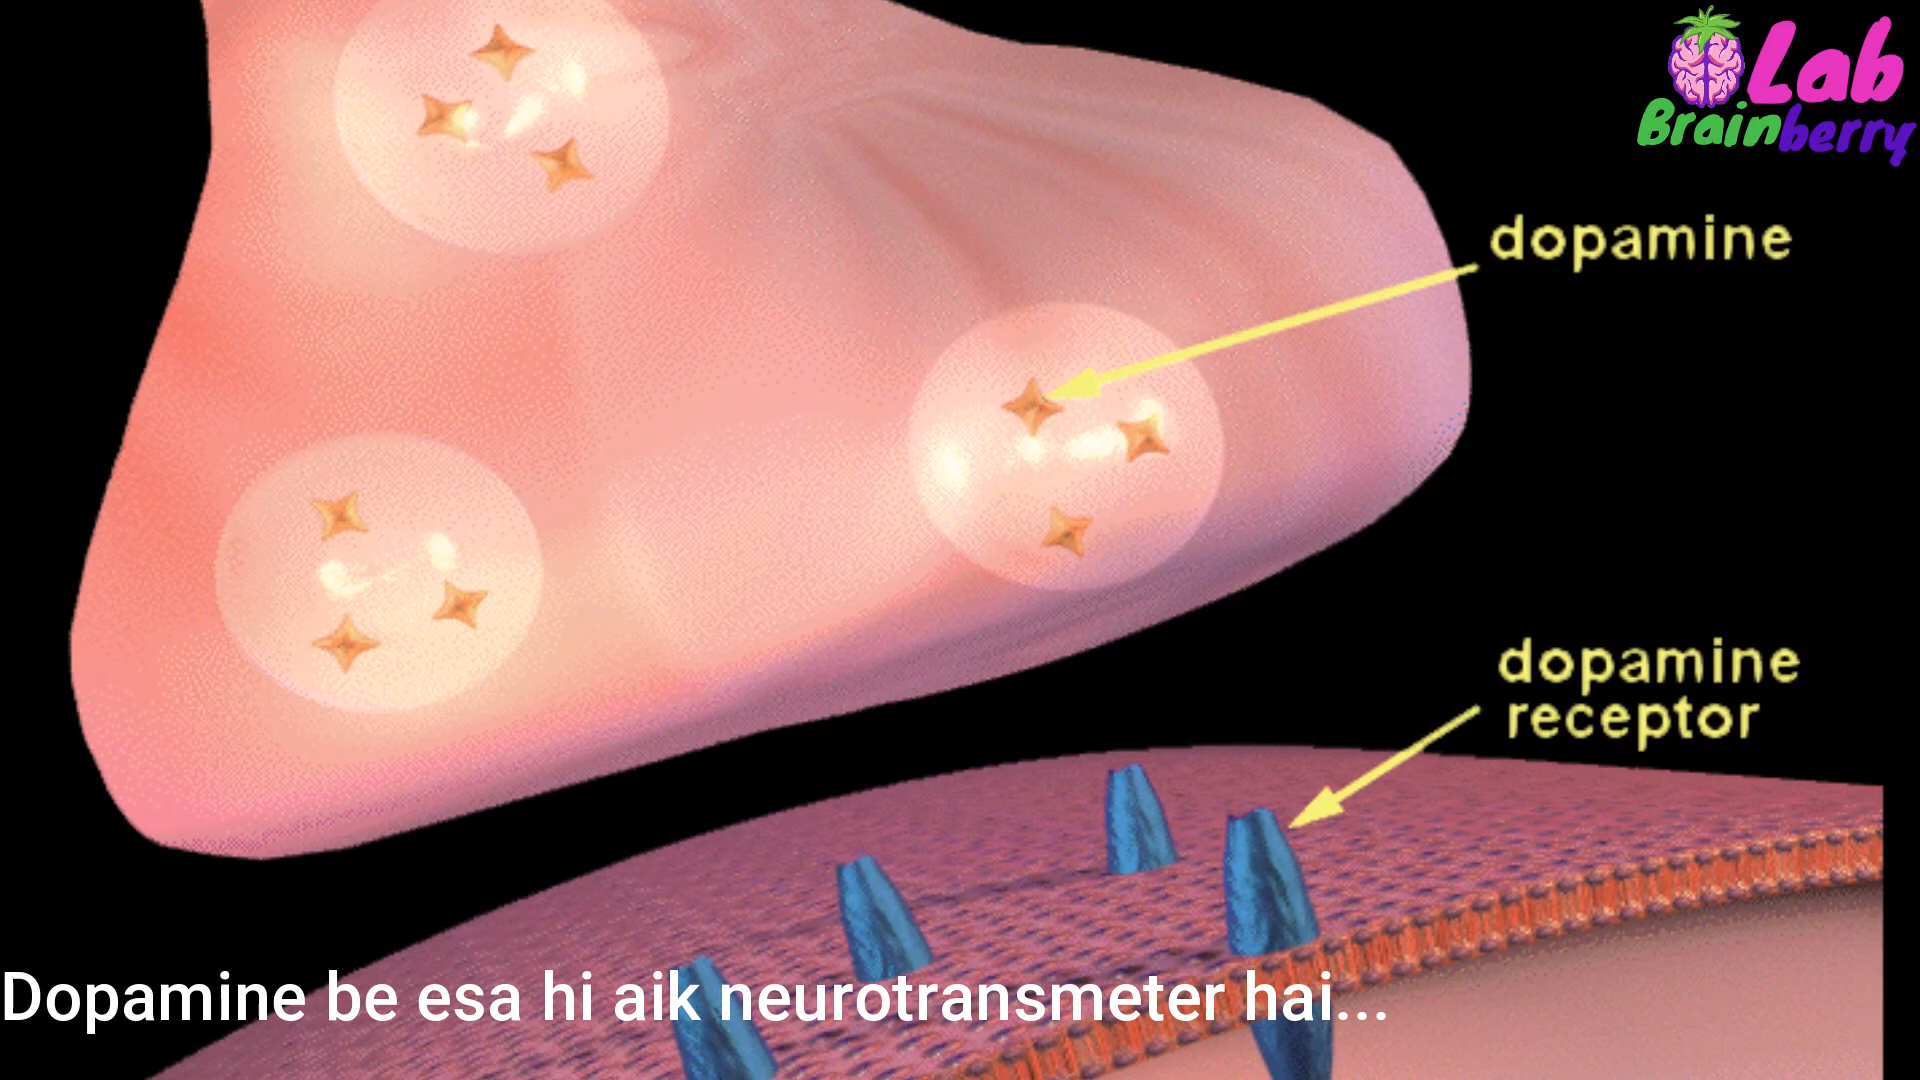 Lab
Brainberry
dopamine
dopamine
receptor
Dopamine be esa hi aik neurotransmeter hai...